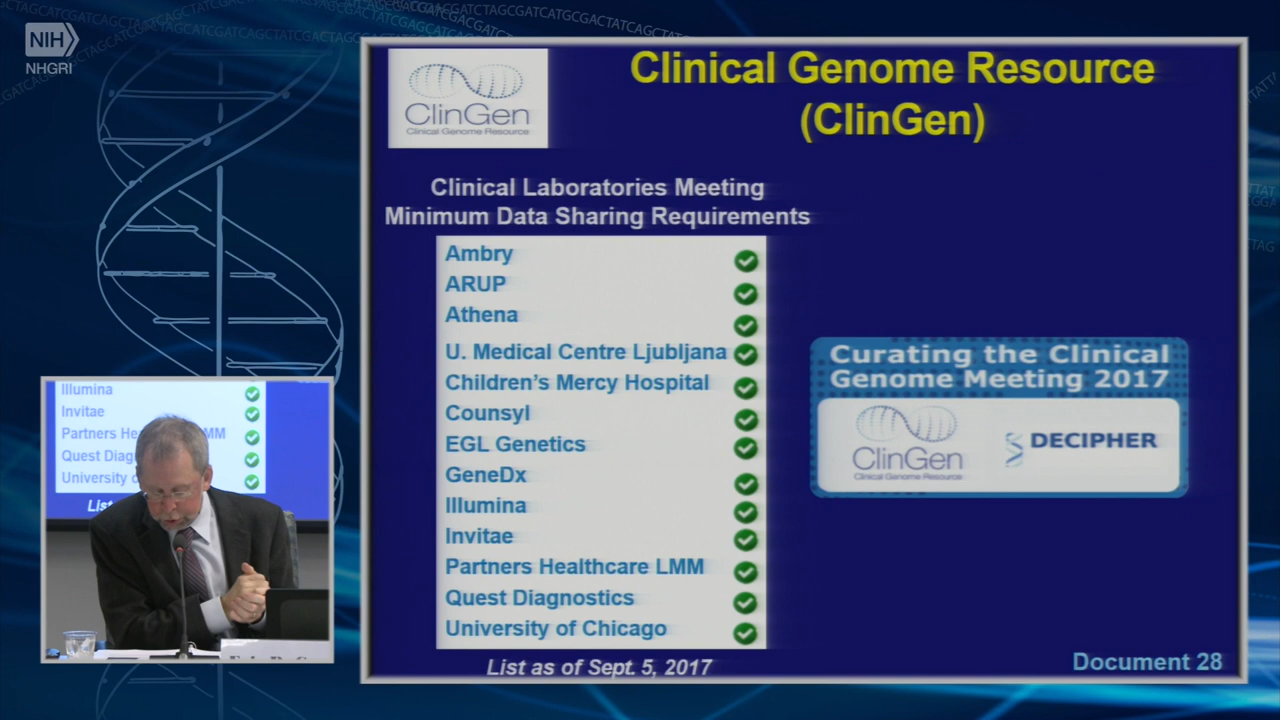 NIH
NHGRI
ClinGen
Clinical Genome Resource
Clinical Genome Resource
(ClinGen)
Clinical Laboratories Meeting
Minimum Data Sharing Requirements
Ambry
ARUP
Athena
U. Medical Centre Ljubljana
Children's Mercy Hospital
Counsyl
EGL Genetics
GeneDx
Illumina
Invitae
Partners Healthcare LMM
Quest Diagnostics
University of Chicago
List as of Sept. 5, 2017
Curating the Clinical
Genome Meeting 2017
ClinGen
Clinical Genome Resource
DECIPHER
Document 28
Illumina
Invitae
Partners MM
Quest
University